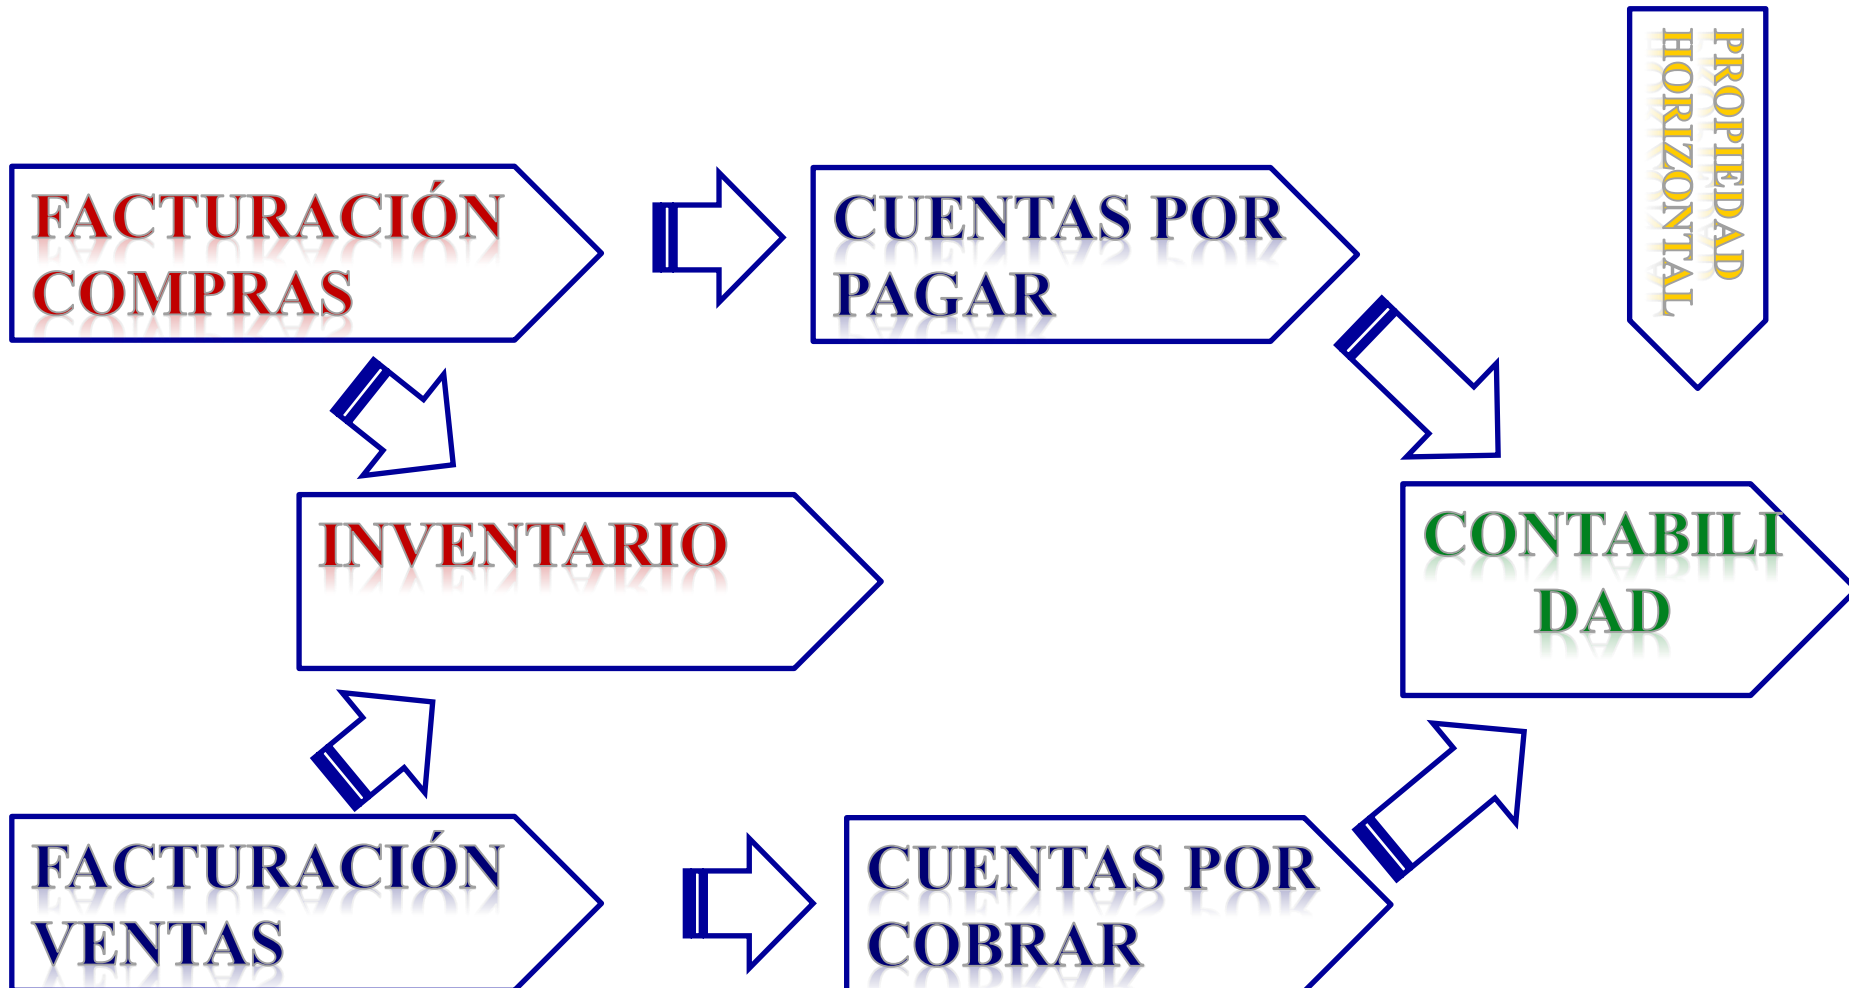 PROPIEDAD
HORIZONTAL
FACTURACIÓN
COMPRAS
CUENTAS POR
PAGAR
INVENTARIO
CONTABILI
DAD
FACTURACIÓN
VENTAS
CUENTAS POR
COBRAR